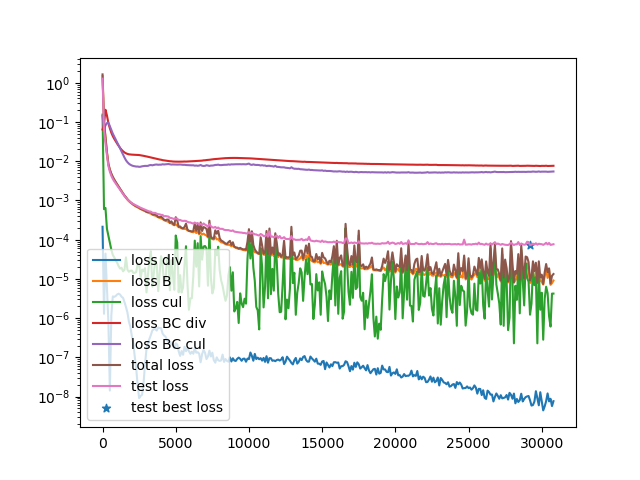 10⁰
10⁻¹
10⁻²
10⁻³
10⁻⁴
10⁻⁵
10⁻⁶
10⁻⁷
10⁻⁸
loss div
loss B
loss cul
loss BC div
loss BC cul
total loss
test loss
test best loss
0 5000 10000 15000 20000 25000 30000